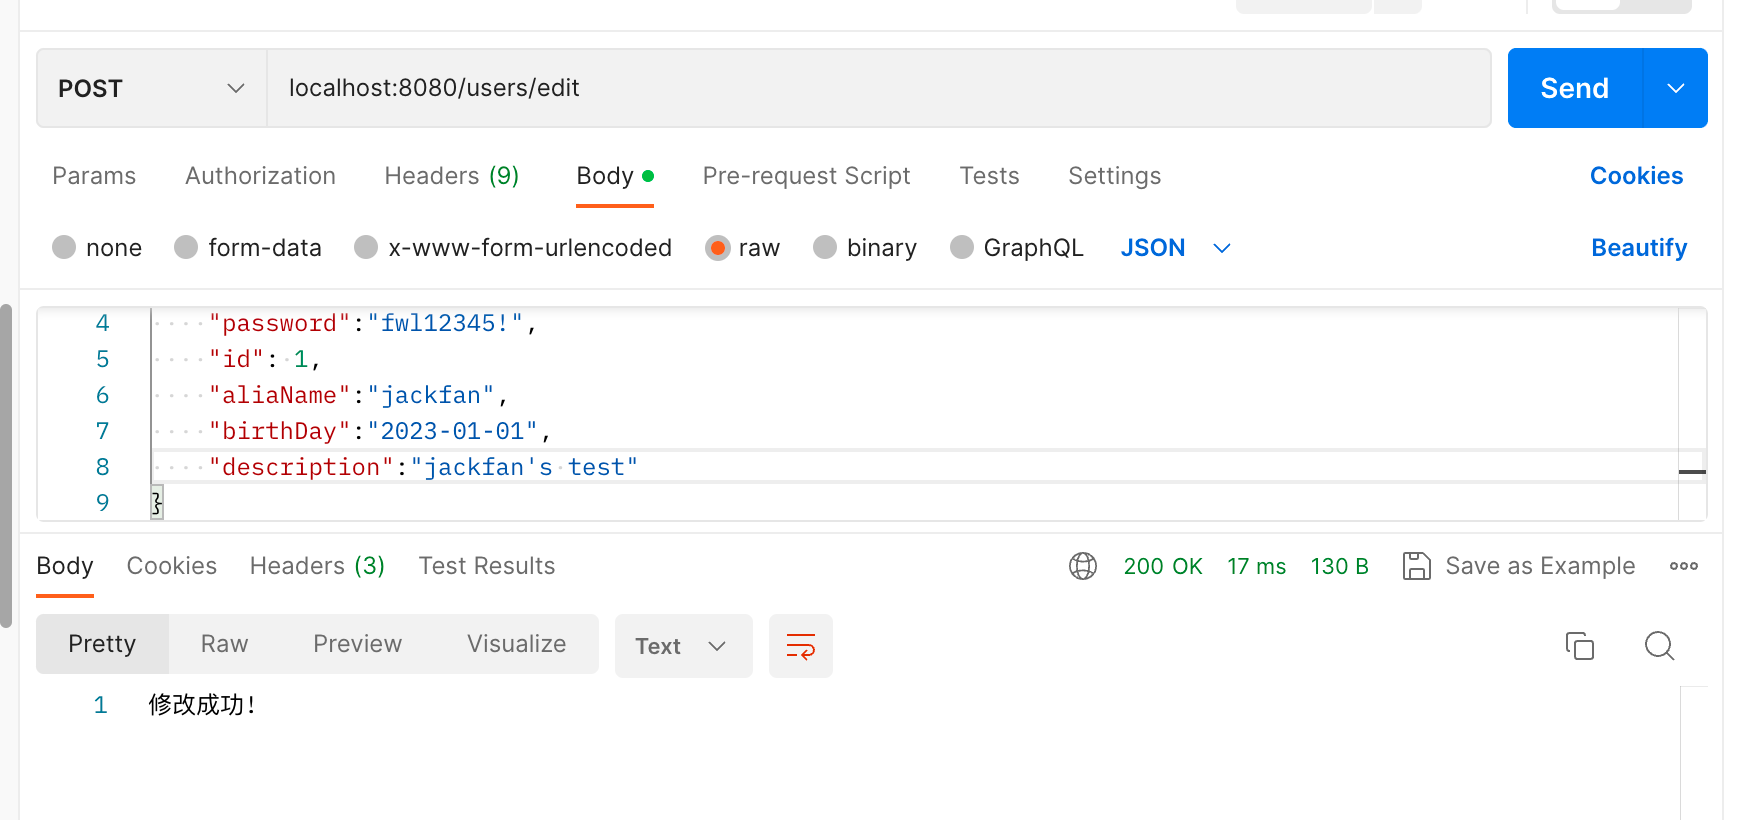 POST localhost:8080/users/edit Send
Params Authorization Headers (9) Body Pre-request Script Tests Settings Cookies
none form-data x-www-form-urlencoded raw binary GraphQL JSON Beautify
4 "password":"fwl12345!",
5 "id": 1,
6 "aliaName":"jackfan",
7 "birthDay":"2023-01-01",
8 "description":"jackfan's test"
9 }
Body Cookies Headers (3) Test Results 200 OK 17 ms 130 B Save as Example
Pretty Raw Preview Visualize Text
1 修改成功!